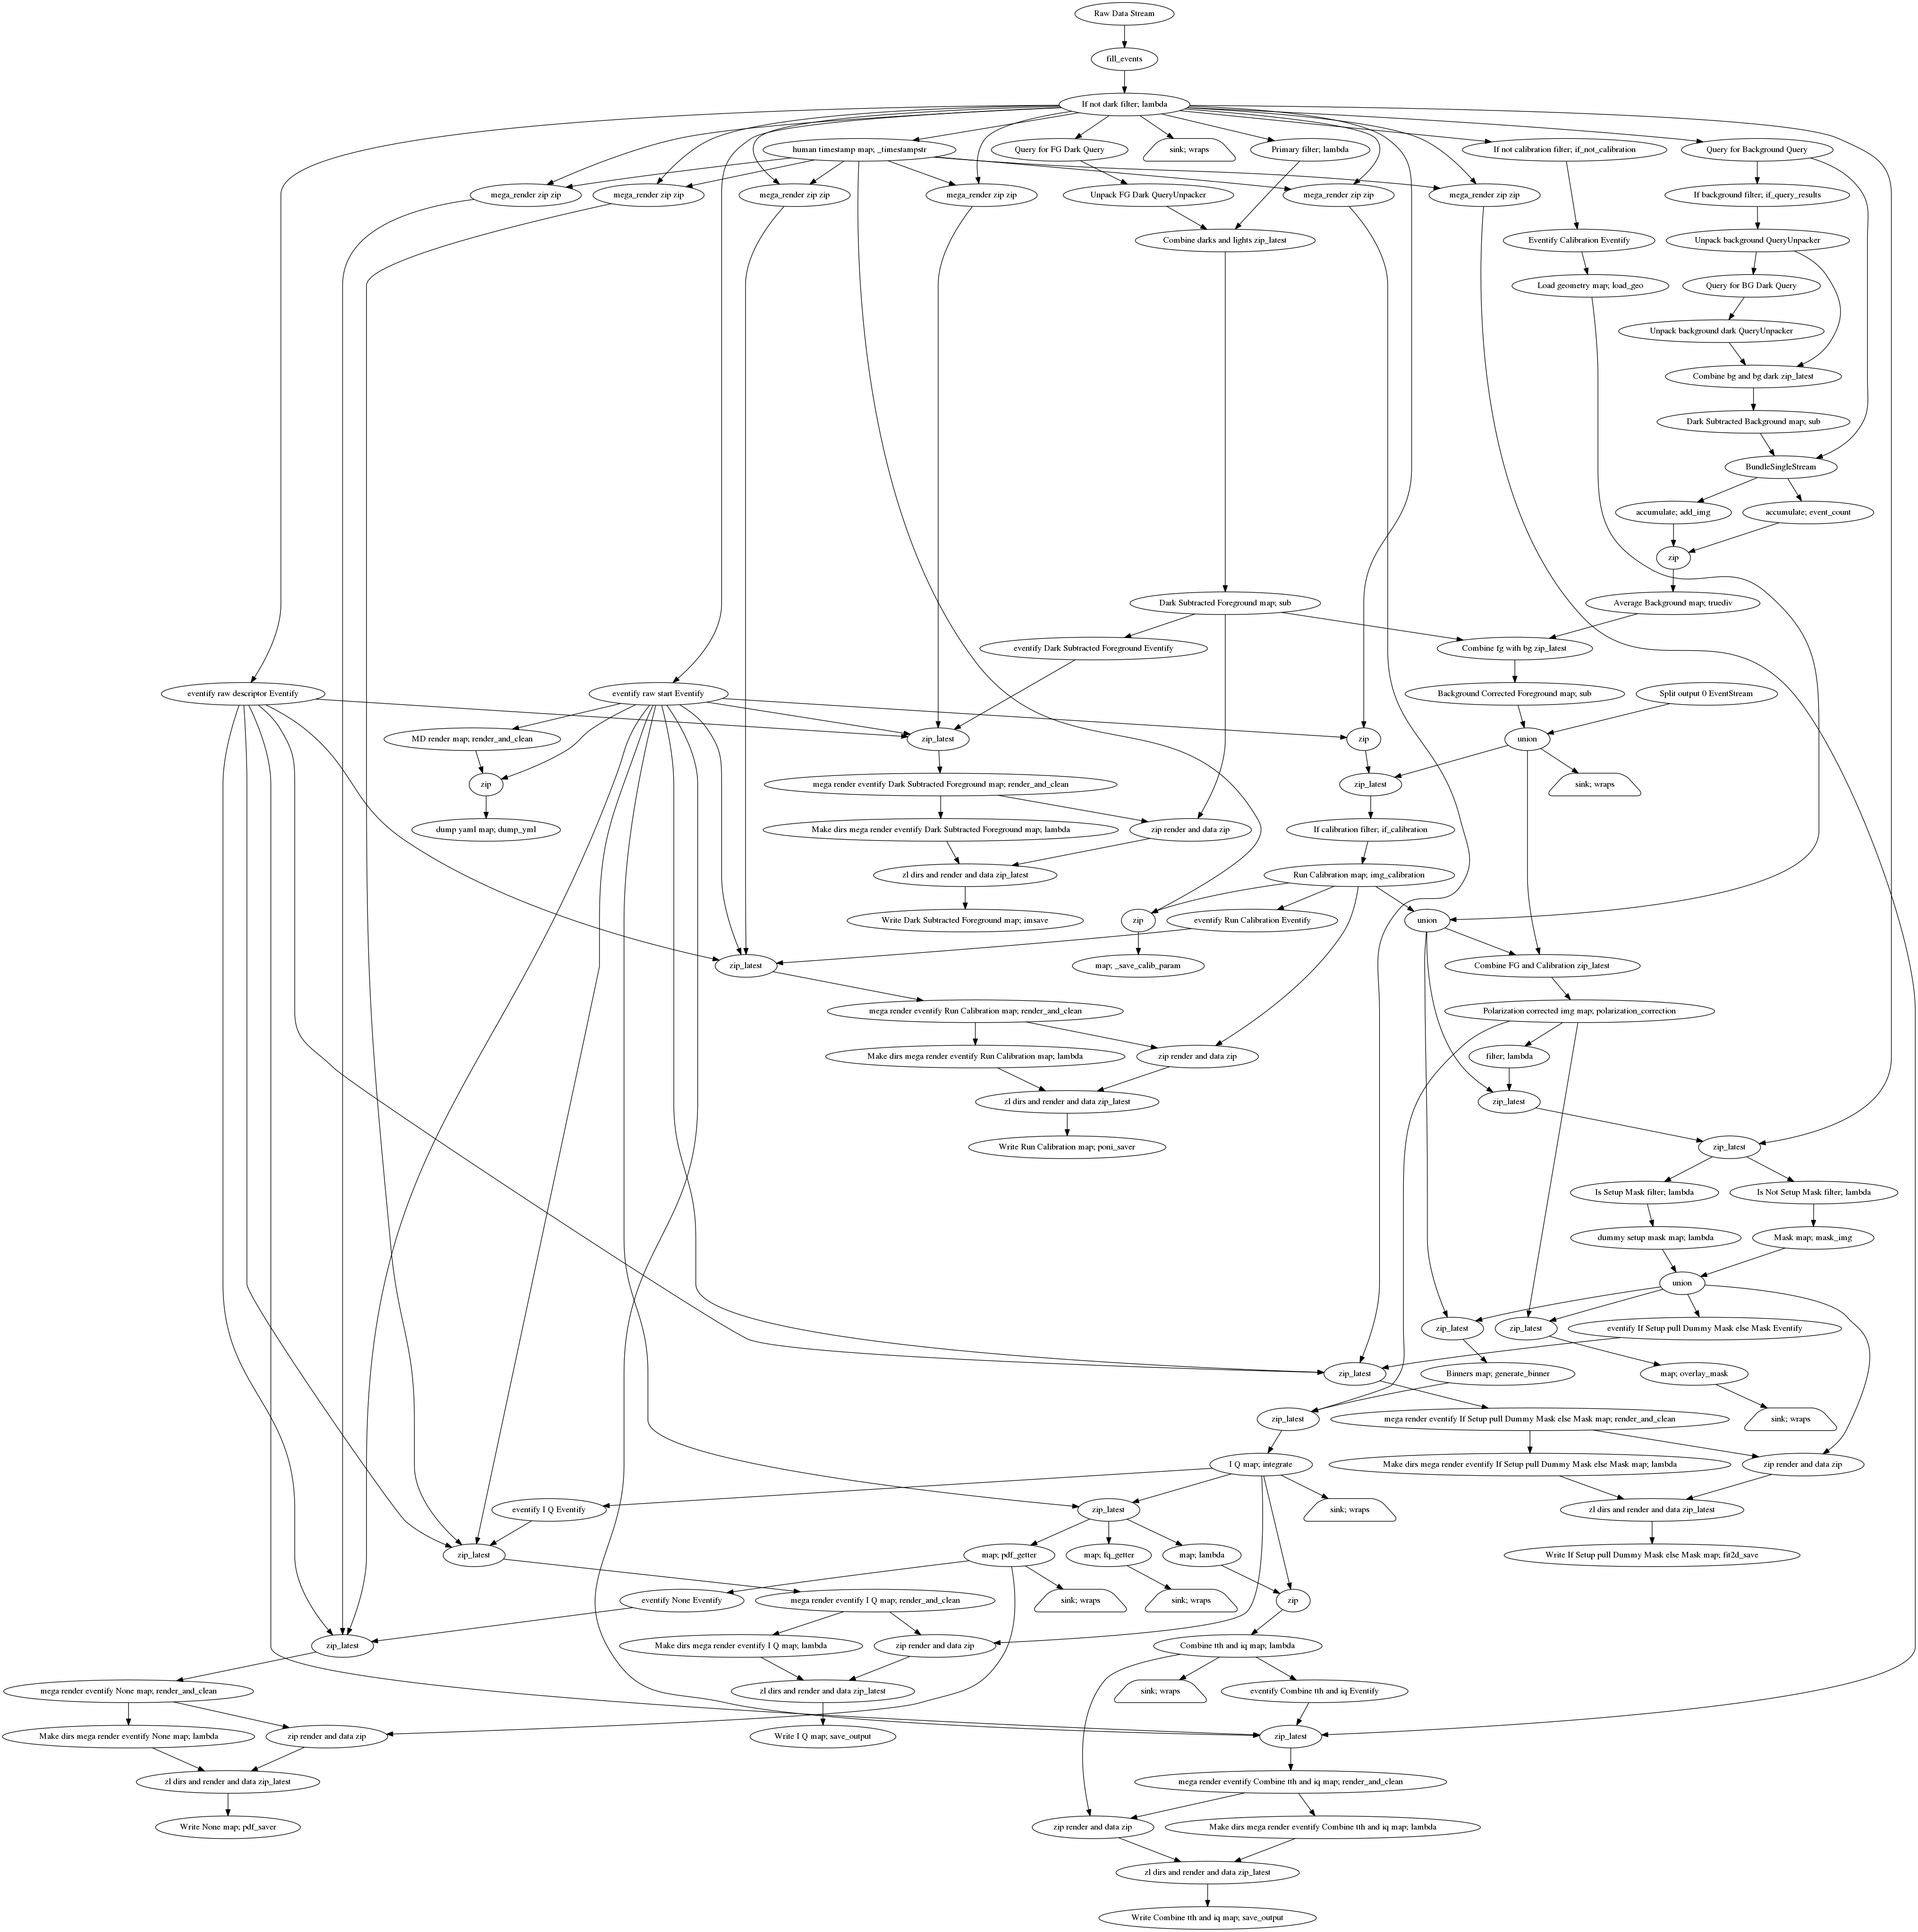 Raw Data Stream
fill_events
If not dark filter; lambda
human timestamp map; _timestampstr
Query for FG Dark Query
sink; wraps
Primary filter; lambda
If not calibration filter; if_not_calibration
Query for Background Query
mega_render zip zip
mega_render zip zip
mega_render zip zip
mega_render zip zip
Unpack FG Dark QueryUnpacker
mega_render zip zip
mega_render zip zip
If background filter; if_query_results
Combine darks and lights zip_latest
Eventify Calibration Eventify
Unpack background QueryUnpacker
Load geometry map; load_geo
Query for BG Dark Query
Unpack background dark QueryUnpacker
Combine bg and bg dark zip_latest
Dark Subtracted Background map; sub
BundleSingleStream
accumulate; add_img
accumulate; event_count
zip
Dark Subtracted Foreground map; sub
Average Background map; truediv
eventify Dark Subtracted Foreground Eventify
Combine fg with bg zip_latest
eventify raw descriptor Eventify
eventify raw start Eventify
Background Corrected Foreground map; sub
Split output 0 EventStream
MD render map; render_and_clean
zip_latest
zip
union
zip
mega render eventify Dark Subtracted Foreground map; render_and_clean
zip_latest
sink; wraps
dump yaml map; dump_yml
Make dirs mega render eventify Dark Subtracted Foreground map; lambda
zip render and data zip
If calibration filter; if_calibration
zl dirs and render and data zip_latest
Run Calibration map; img_calibration
Write Dark Subtracted Foreground map; imsave
zip
eventify Run Calibration Eventify
union
zip_latest
map; _save_calib_param
Combine FG and Calibration zip_latest
mega render eventify Run Calibration map; render_and_clean
Polarization corrected img map; polarization_correction
Make dirs mega render eventify Run Calibration map; lambda
zip render and data zip
filter; lambda
zl dirs and render and data zip_latest
zip_latest
Write Run Calibration map; poni_saver
zip_latest
Is Setup Mask filter; lambda
Is Not Setup Mask filter; lambda
dummy setup mask map; lambda
Mask map; mask_img
union
zip_latest
zip_latest
eventify If Setup pull Dummy Mask else Mask Eventify
zip_latest
Binners map; generate_binner
map; overlay_mask
zip_latest
mega render eventify If Setup pull Dummy Mask else Mask map; render_and_clean
sink; wraps
I Q map; integrate
Make dirs mega render eventify If Setup pull Dummy Mask else Mask map; lambda
zip render and data zip
eventify I Q Eventify
zip_latest
sink; wraps
zl dirs and render and data zip_latest
zip_latest
map; pdf_getter
map; fq_getter
map; lambda
Write If Setup pull Dummy Mask else Mask map; fit2d_save
eventify None Eventify
mega render eventify I Q map; render_and_clean
sink; wraps
sink; wraps
zip
zip_latest
Make dirs mega render eventify I Q map; lambda
zip render and data zip
Combine tth and iq map; lambda
mega render eventify None map; render_and_clean
zl dirs and render and data zip_latest
sink; wraps
eventify Combine tth and iq Eventify
Make dirs mega render eventify None map; lambda
zip render and data zip
Write I Q map; save_output
zip_latest
zl dirs and render and data zip_latest
mega render eventify Combine tth and iq map; render_and_clean
Write None map; pdf_saver
zip render and data zip
Make dirs mega render eventify Combine tth and iq map; lambda
zl dirs and render and data zip_latest
Write Combine tth and iq map; save_output